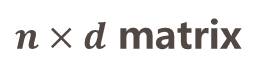 n × d matrix